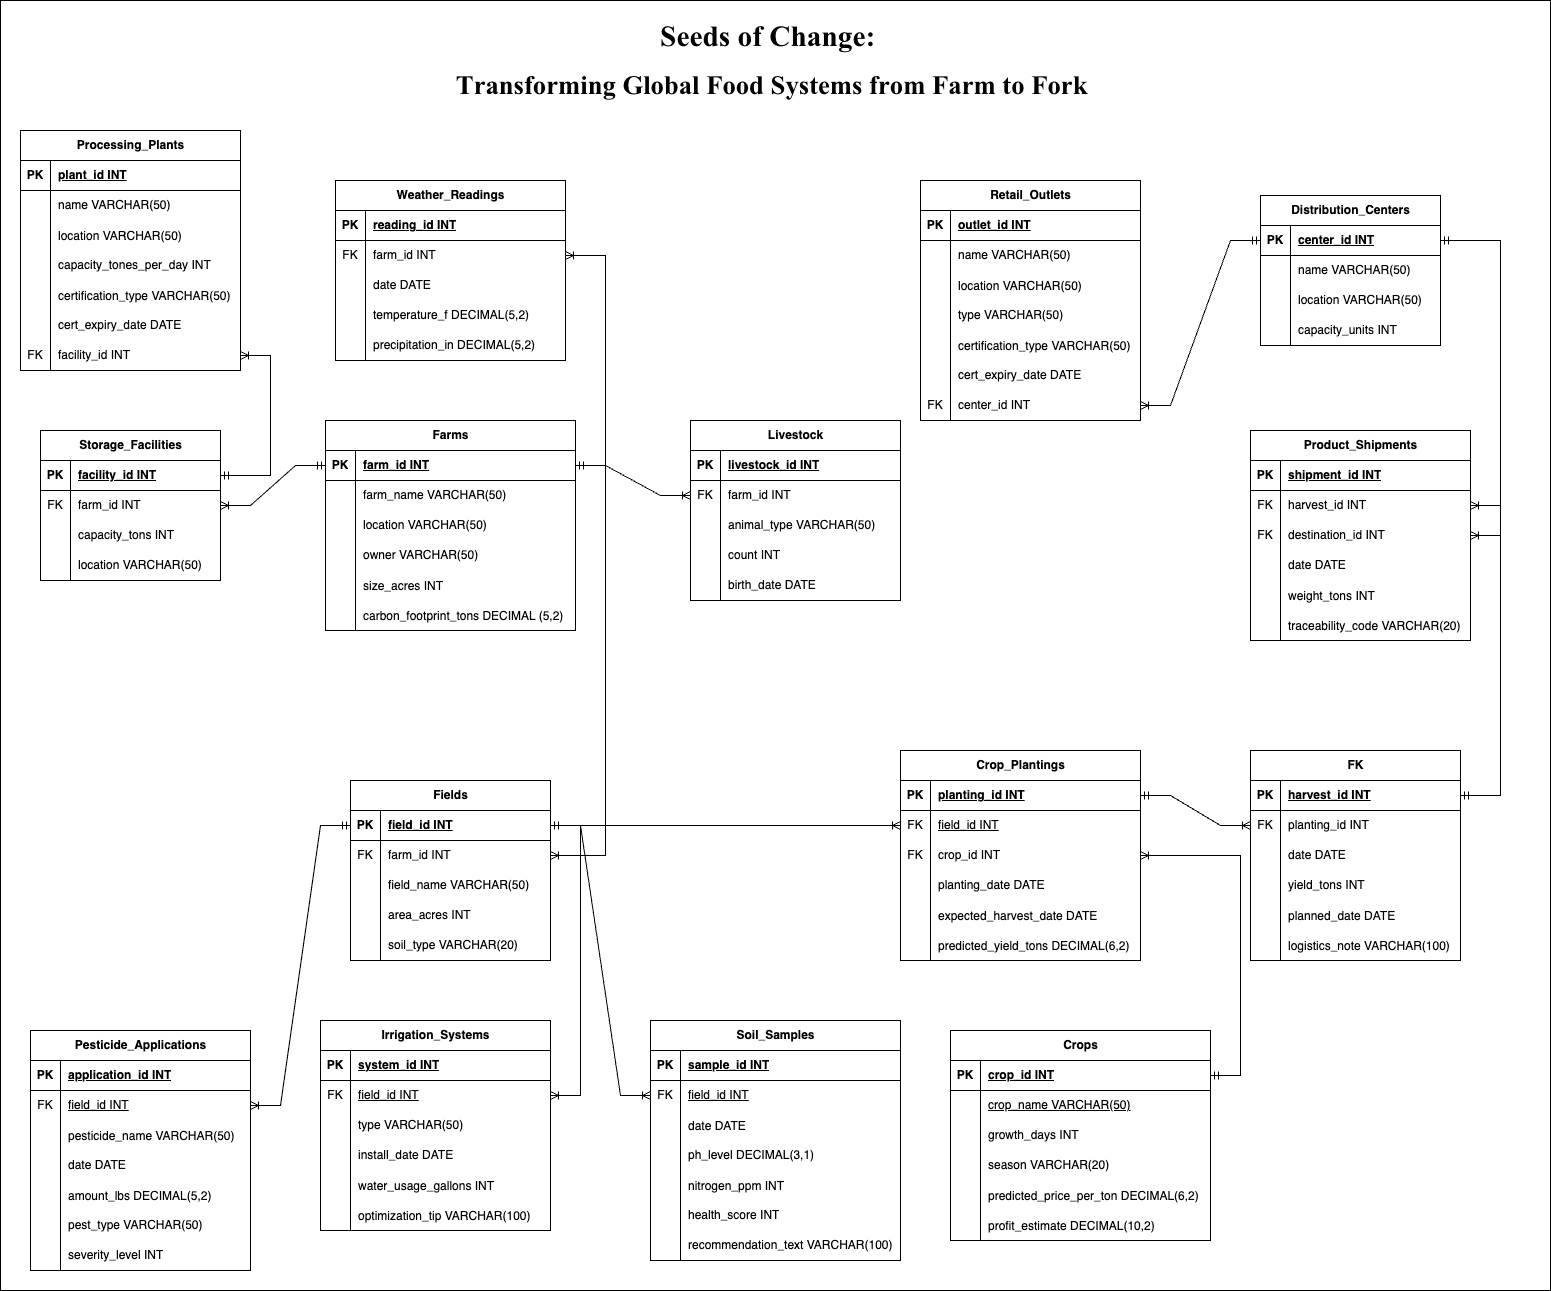 Seeds of Change:
Transforming Global Food Systems from Farm to Fork
Processing_Plants
PK plant_id INT
name VARCHAR(50)
location VARCHAR(50)
capacity_tones_per_day INT
certification_type VARCHAR(50)
cert_expiry_date DATE
FK facility_id INT
Weather_Readings
PK reading_id INT
FK farm_id INT
date DATE
temperature_f DECIMAL(5,2)
precipitation_in DECIMAL(5,2)
Retail_Outlets
PK outlet_id INT
name VARCHAR(50)
location VARCHAR(50)
type VARCHAR(50)
certification_type VARCHAR(50)
cert_expiry_date DATE
FK center_id INT
Distribution_Centers
PK center_id INT
name VARCHAR(50)
location VARCHAR(50)
capacity_units INT
Storage_Facilities
PK facility_id INT
FK farm_id INT
capacity_tons INT
location VARCHAR(50)
Farms
PK farm_id INT
farm_name VARCHAR(50)
location VARCHAR(50)
owner VARCHAR(50)
size_acres INT
carbon_footprint_tons DECIMAL (5,2)
Livestock
PK livestock_id INT
FK farm_id INT
animal_type VARCHAR(50)
count INT
birth_date DATE
Product_Shipments
PK shipment_id INT
FK harvest_id INT
FK destination_id INT
date DATE
weight_tons INT
traceability_code VARCHAR(20)
Fields
PK field_id INT
FK farm_id INT
field_name VARCHAR(50)
area_acres INT
soil_type VARCHAR(20)
Crop_Plantings
PK planting_id INT
FK field_id INT
FK crop_id INT
planting_date DATE
expected_harvest_date DATE
predicted_yield_tons DECIMAL(6,2)
FK
PK harvest_id INT
FK planting_id INT
date DATE
yield_tons INT
planned_date DATE
logistics_note VARCHAR(100)
Pesticide_Applications
PK application_id INT
FK field_id INT
pesticide_name VARCHAR(50)
date DATE
amount_lbs DECIMAL(5,2)
pest_type VARCHAR(50)
severity_level INT
Irrigation_Systems
PK system_id INT
FK field_id INT
type VARCHAR(50)
install_date DATE
water_usage_gallons INT
optimization_tip VARCHAR(100)
Soil_Samples
PK sample_id INT
FK field_id INT
date DATE
ph_level DECIMAL(3,1)
nitrogen_ppm INT
health_score INT
recommendation_text VARCHAR(100)
Crops
PK crop_id INT
crop_name VARCHAR(50)
growth_days INT
season VARCHAR(20)
predicted_price_per_ton DECIMAL(6,2)
profit_estimate DECIMAL(10,2)